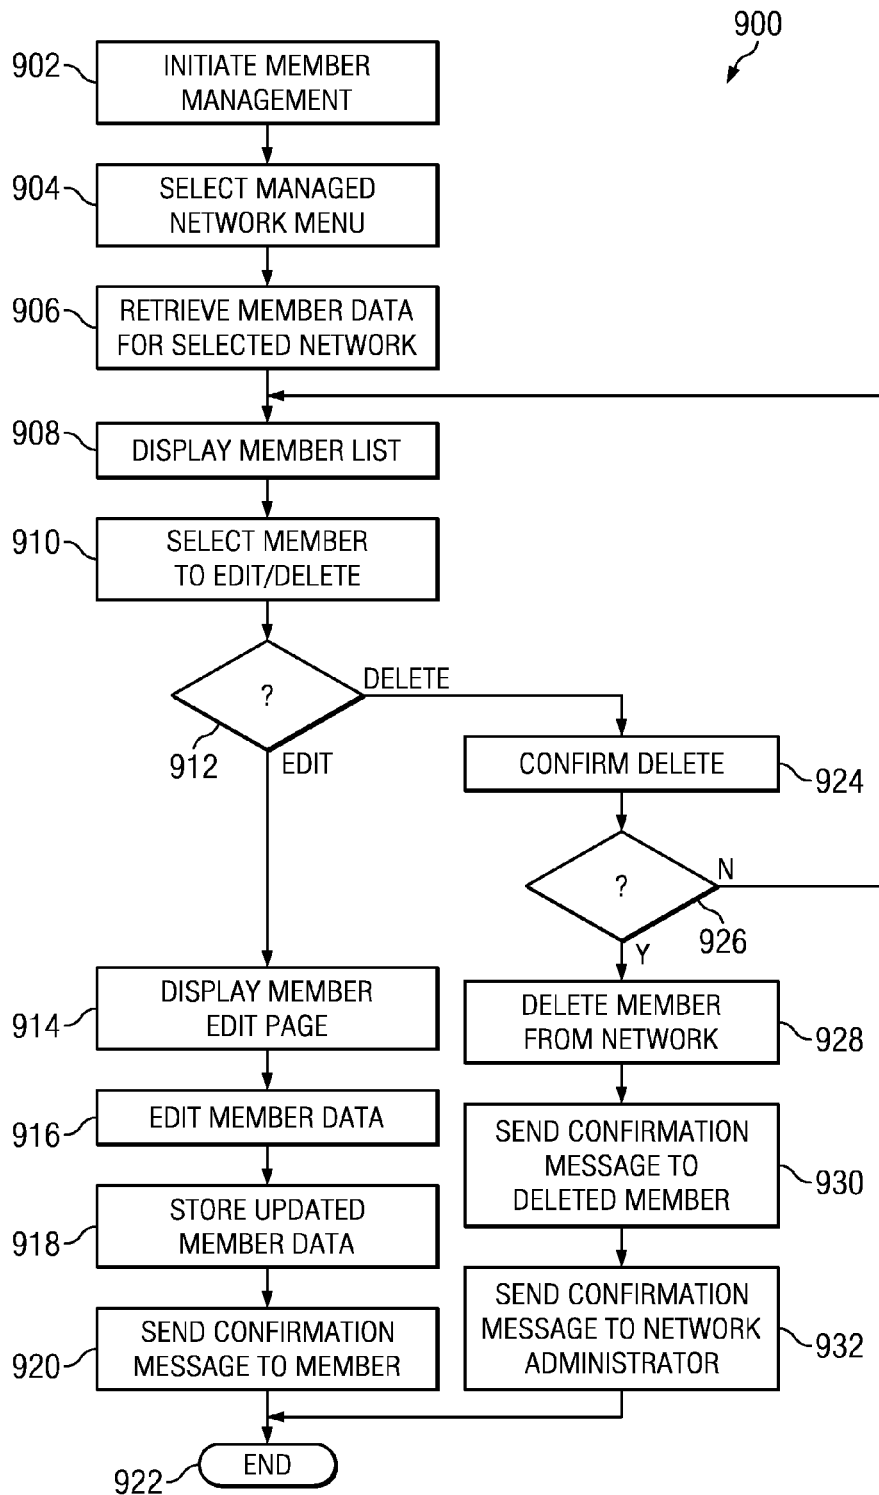 900
902
INITIATE MEMBER
MANAGEMENT
904
SELECT MANAGED
NETWORK MENU
906
RETRIEVE MEMBER DATA
FOR SELECTED NETWORK
908
DISPLAY MEMBER LIST
910
SELECT MEMBER
TO EDIT/DELETE
?
DELETE
912
EDIT
CONFIRM DELETE
924
?
N
926
Y
914
DISPLAY MEMBER
EDIT PAGE
916
EDIT MEMBER DATA
918
STORE UPDATED
MEMBER DATA
920
SEND CONFIRMATION
MESSAGE TO MEMBER
DELETE MEMBER
FROM NETWORK
928
SEND CONFIRMATION
MESSAGE TO
DELETED MEMBER
930
SEND CONFIRMATION
MESSAGE TO NETWORK
ADMINISTRATOR
932
END
922